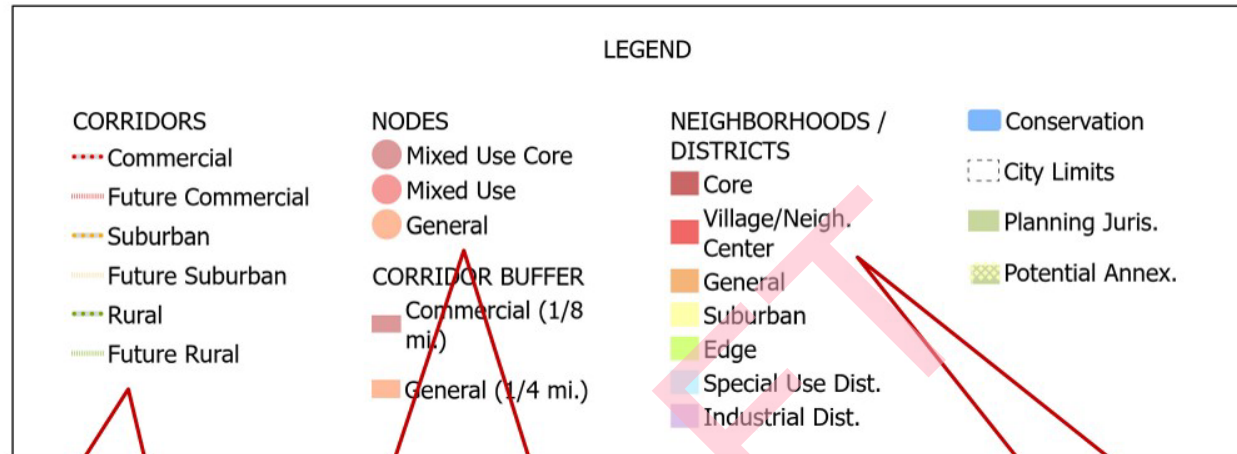 LEGEND
CORRIDORS
Commercial
Future Commercial
Suburban
Future Suburban
Rural
Future Rural
NODES
Mixed Use Core
Mixed Use
General
CORRIDOR BUFFER
Commercial (1/8
mi.)
General (1/4 mi.)
NEIGHBORHOODS /
DISTRICTS
Core
Village/Neigh.
Center
General
Suburban
Edge
Special Use Dist.
Industrial Dist.
Conservation
City Limits
Planning Juris.
Potential Annex.